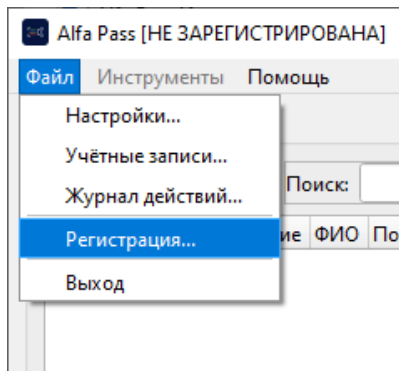 Alfa Pass [НЕ ЗАРЕГИСТРИРОВАНА]
Файл Инструменты Помощь
Настройки...
Учётные записи...
Журнал действий...
Поиск:
Регистрация...
ФИО
Выход